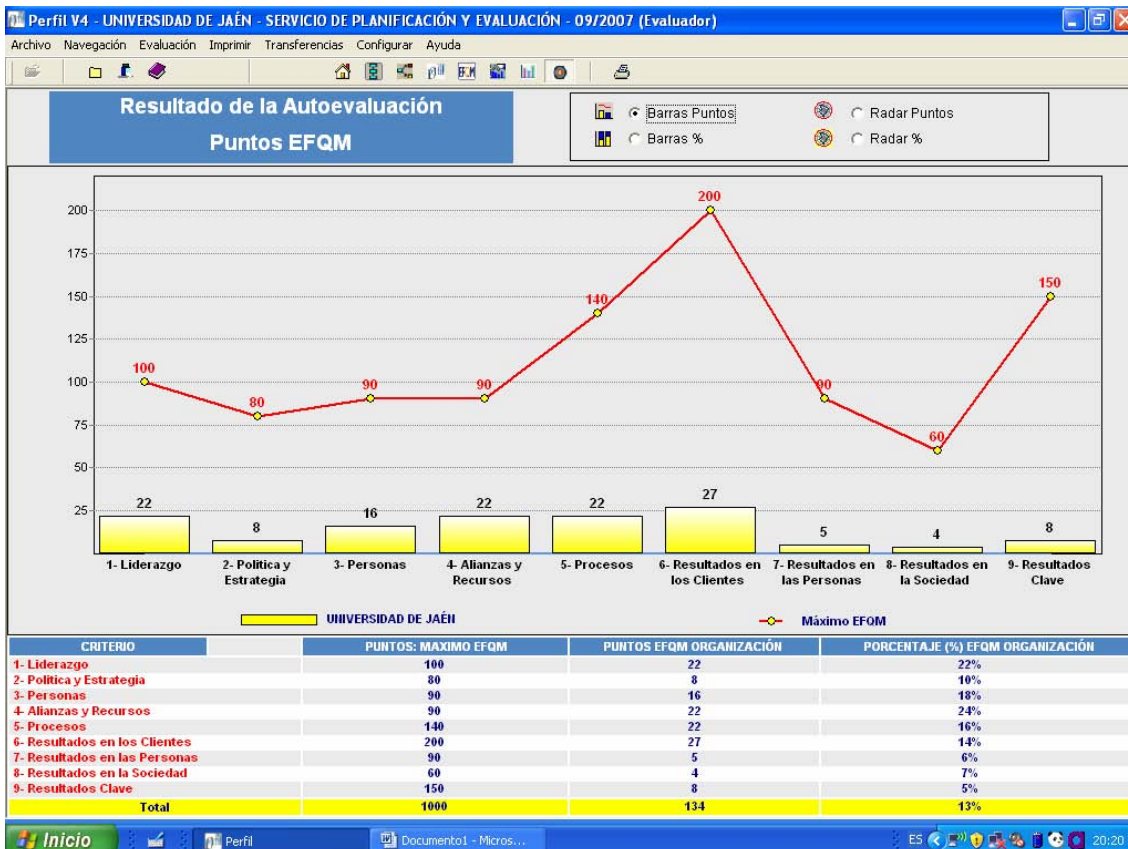 Perfil V4 - UNIVERSIDAD DE JAÉN - SERVICIO DE PLANIFICACIÓN Y EVALUACIÓN - 09/2007 (Evaluador)
Archivo Navegación Evaluación Imprimir Transferencias Configurar Ayuda
Resultado de la Autoevaluación
Puntos EFQM
Barras Puntos Radar Puntos
Barras % Radar %
200
175
150
125
100
75
50
25
100
80
90
90
140
200
90
60
150
22
8
16
22
22
27
5
4
8
1- Liderazgo
2- Política y Estrategia
3- Personas
4- Alianzas y Recursos
5- Procesos
6- Resultados en los Clientes
7- Resultados en las Personas
8- Resultados en la Sociedad
9- Resultados Clave
UNIVERSIDAD DE JAÉN Máximo EFQM
CRITERIO PUNTOS: MAXIMO EFQM PUNTOS EFQM ORGANIZACIÓN PORCENTAJE (%) EFQM ORGANIZACIÓN
1- Liderazgo 100 22 22%
2- Política y Estrategia 80 8 10%
3- Personas 90 16 18%
4- Alianzas y Recursos 90 22 24%
5- Procesos 140 22 16%
6- Resultados en los Clientes 200 27 14%
7- Resultados en las Personas 90 5 6%
8- Resultados en la Sociedad 60 4 7%
9- Resultados Clave 150 8 5%
Total 1000 134 13%
Inicio Perfil Documento1 - Micros... ES 20:20